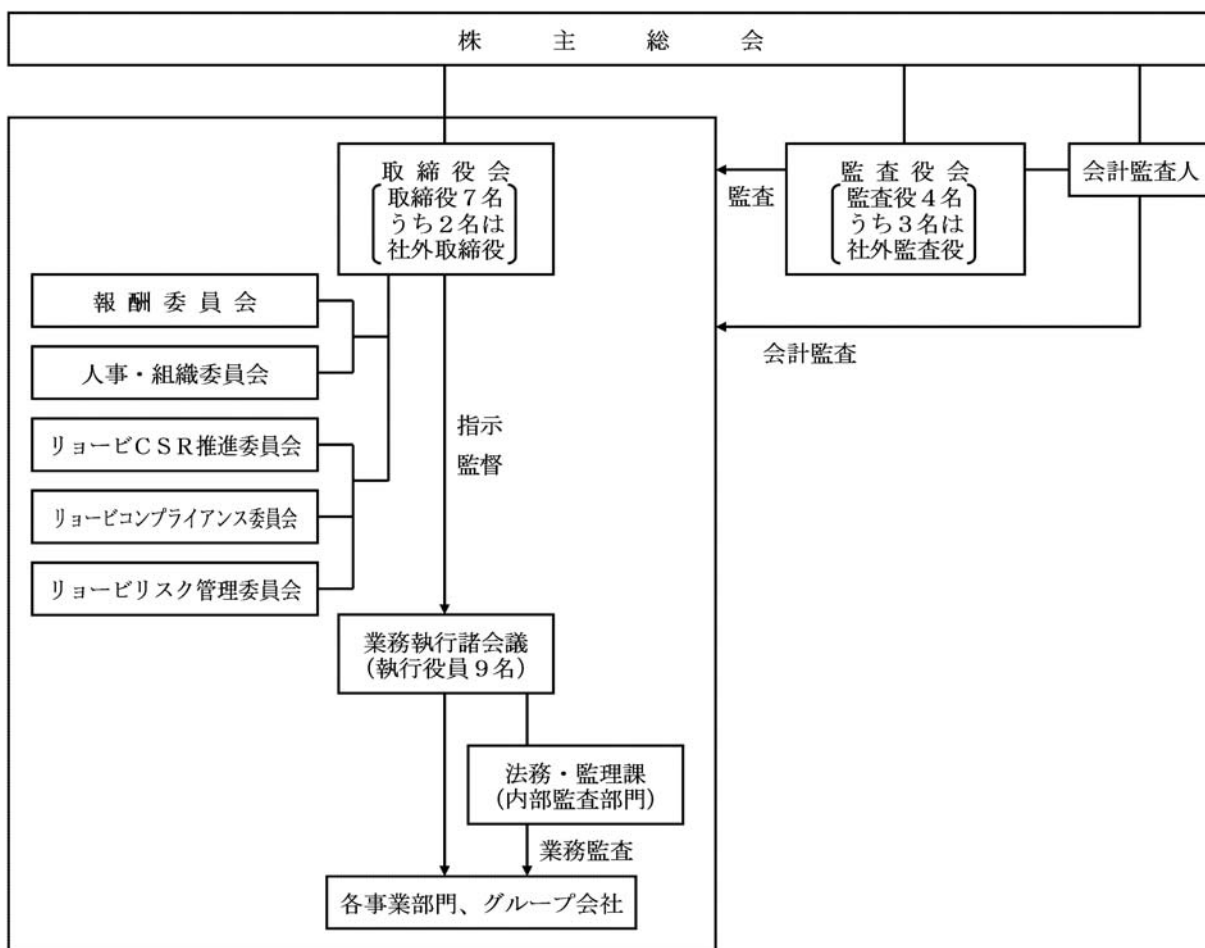 株主総会
取締役会
取締役７名
うち２名は
社外取締役
監査
監査役会
監査役４名
うち３名は
社外監査役
会計監査人
会計監査
報酬委員会
人事・組織委員会
リョービＣＳＲ推進委員会
リョービコンプライアンス委員会
リョービリスク管理委員会
指示
監督
業務執行諸会議
(執行役員９名)
法務・監理課
(内部監査部門)
業務監査
各事業部門、グループ会社